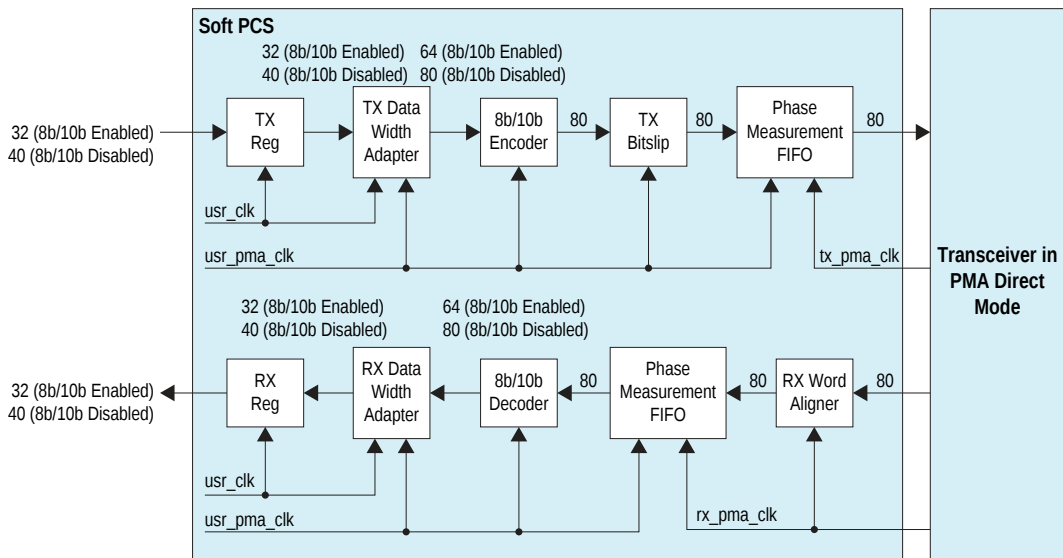 Soft PCS
32 (8b/10b Enabled)
40 (8b/10b Disabled)
64 (8b/10b Enabled)
80 (8b/10b Disabled)
32 (8b/10b Enabled)
40 (8b/10b Disabled)
TX
Reg
TX Data
Width
Adapter
8b/10b
Encoder
80
TX
Bitslip
80
Phase
Measurement
FIFO
80
usr_clk
usr_pma_clk
tx_pma_clk
Transceiver in
PMA Direct
Mode
32 (8b/10b Enabled)
40 (8b/10b Disabled)
64 (8b/10b Enabled)
80 (8b/10b Disabled)
32 (8b/10b Enabled)
40 (8b/10b Disabled)
RX
Reg
RX Data
Width
Adapter
8b/10b
Decoder
80
Phase
Measurement
FIFO
80
RX Word
Aligner
80
usr_clk
usr_pma_clk
rx_pma_clk